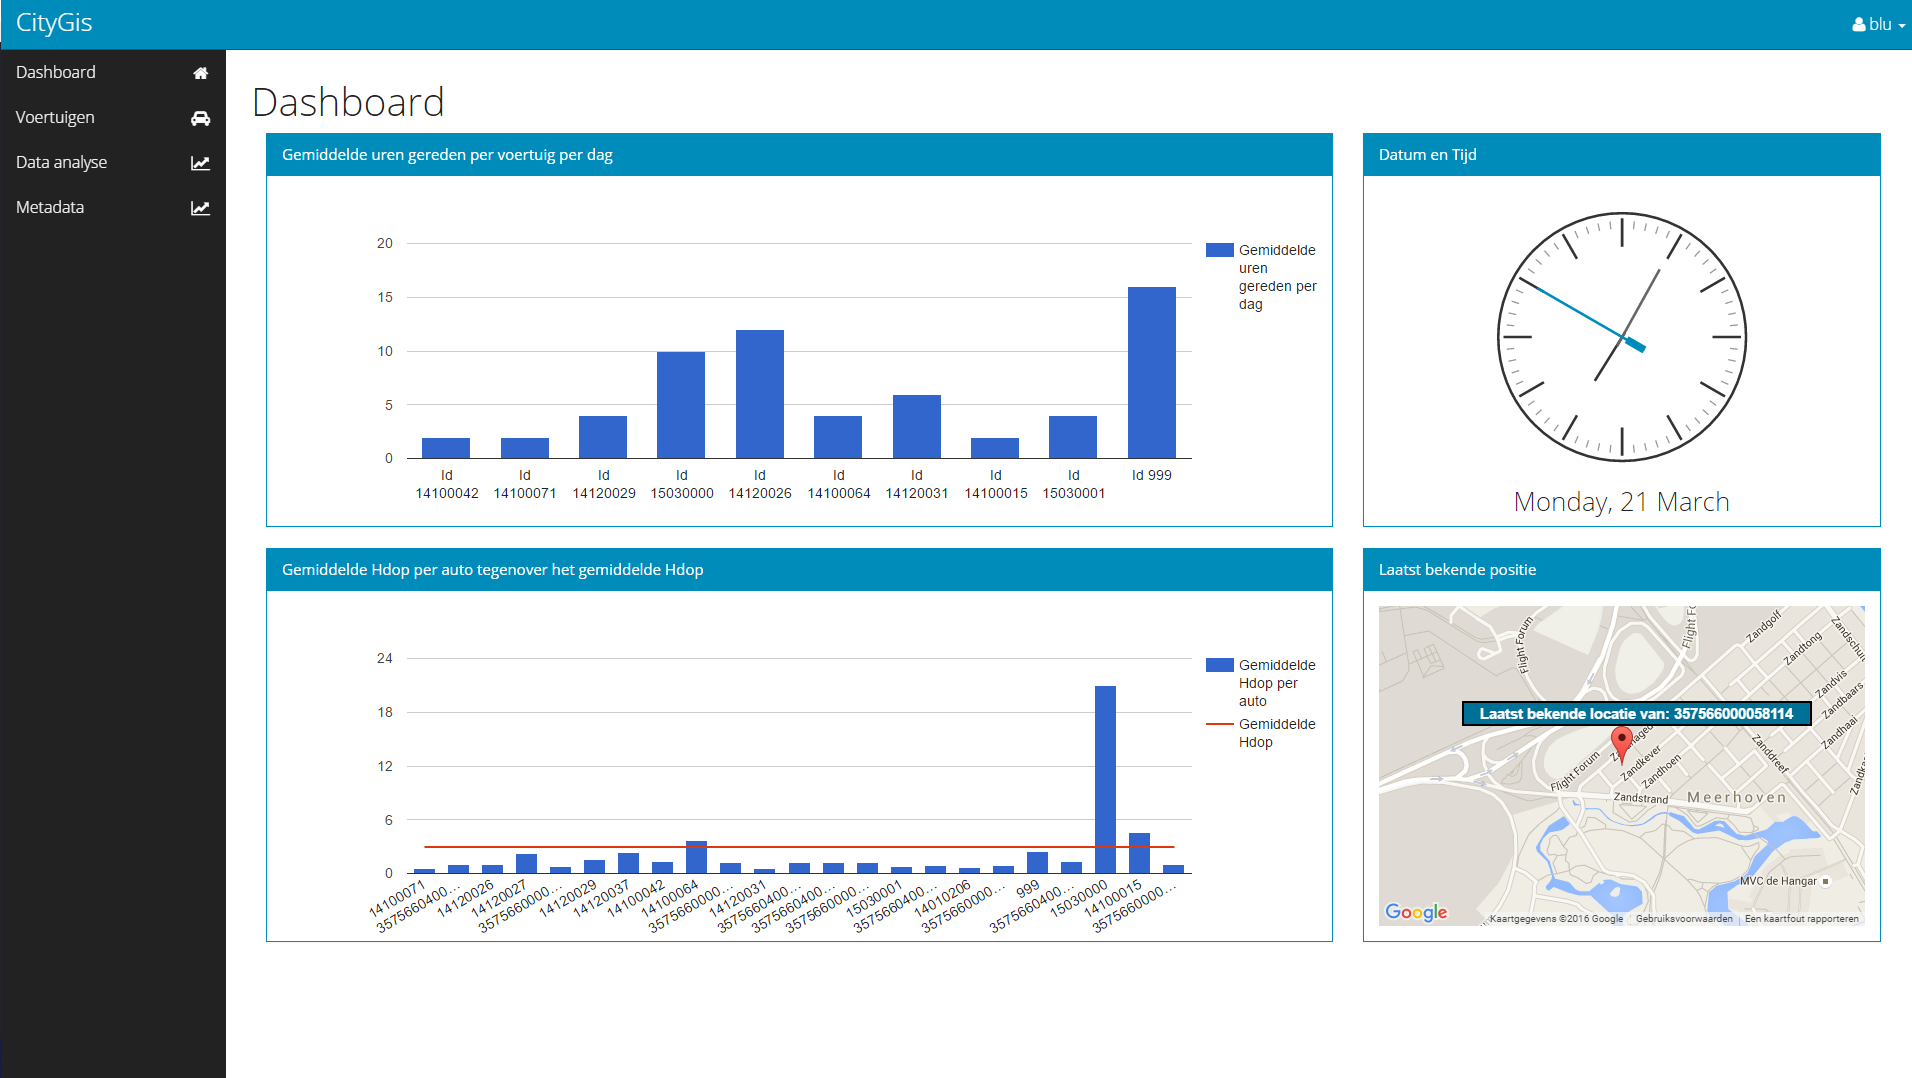 CityGis
blu
Dashboard
Voertuigen
Data analyse
Metadata
Dashboard
Gemiddelde uren gereden per voertuig per dag
20
15
10
5
0
Id
14100042
Id
14100071
Id
14120029
Id
15030000
Id
14120026
Id
14100064
Id
14120031
Id
14100015
Id
15030001
Id 999
Gemiddelde
uren
gereden per
dag
Datum en Tijd
Monday, 21 March
Gemiddelde Hdop per auto tegenover het gemiddelde Hdop
24
18
12
6
0
14100071
3575660400...
14120026
14120027
3575660000...
14120029
14120037
14100042
14100064
3575660000...
14120031
3575660400...
3575660400...
3575660000...
15030001
3575660400...
14010206
3575660000...
999
3575660400...
15030000
14100015
3575660000...
Gemiddelde
Hdop per
auto
Gemiddelde
Hdop
Laatst bekende positie
Flight Forum
Flight Fo
Zandgolf
Zandtong
Zandschu
Zandvis
Zandbaars
Zandhaai
Laatst bekende locatie van: 357566000058114
Zandkever
Zandhoen
Zanddreef
Flight Forum
Zandstrand
Meerhoven
MVC de Hangar
Google
Kaartgegevens ©2016 Google
Gebruiksvoorwaarden
Een kaartfout rapporteren